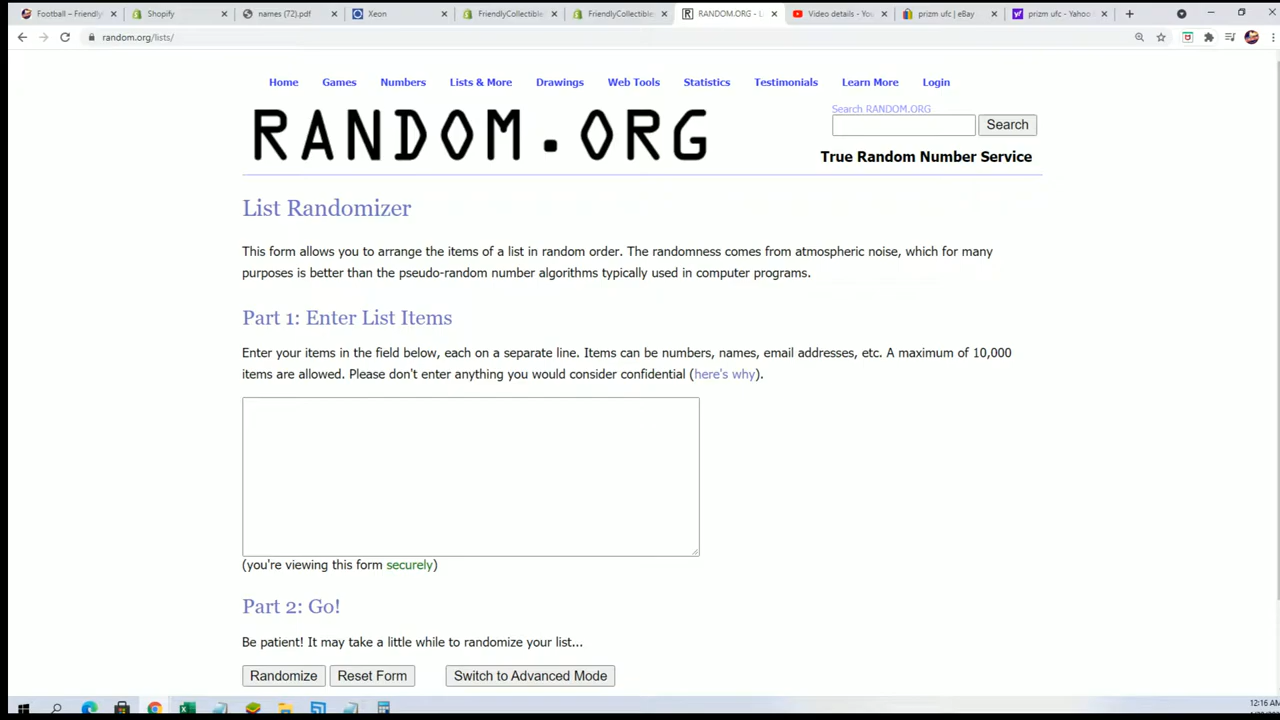 Football – Friendly
Shopify
names (72).pdf
Xeon
FriendlyCollectible
FriendlyCollectible
RANDOM.ORG - L
Video details - You
prizm ufc | eBay
prizm ufc - Yahoo
random.org/lists/
Home Games Numbers Lists & More Drawings Web Tools Statistics Testimonials Learn More Login
RANDOM.ORG
Search RANDOM.ORG
Search
True Random Number Service
List Randomizer
This form allows you to arrange the items of a list in random order. The randomness comes from atmospheric noise, which for many
purposes is better than the pseudo-random number algorithms typically used in computer programs.
Part 1: Enter List Items
Enter your items in the field below, each on a separate line. Items can be numbers, names, email addresses, etc. A maximum of 10,000
items are allowed. Please don't enter anything you would consider confidential (here's why).
(you're viewing this form securely)
Part 2: Go!
Be patient! It may take a little while to randomize your list...
Randomize Reset Form Switch to Advanced Mode
12:16 AM